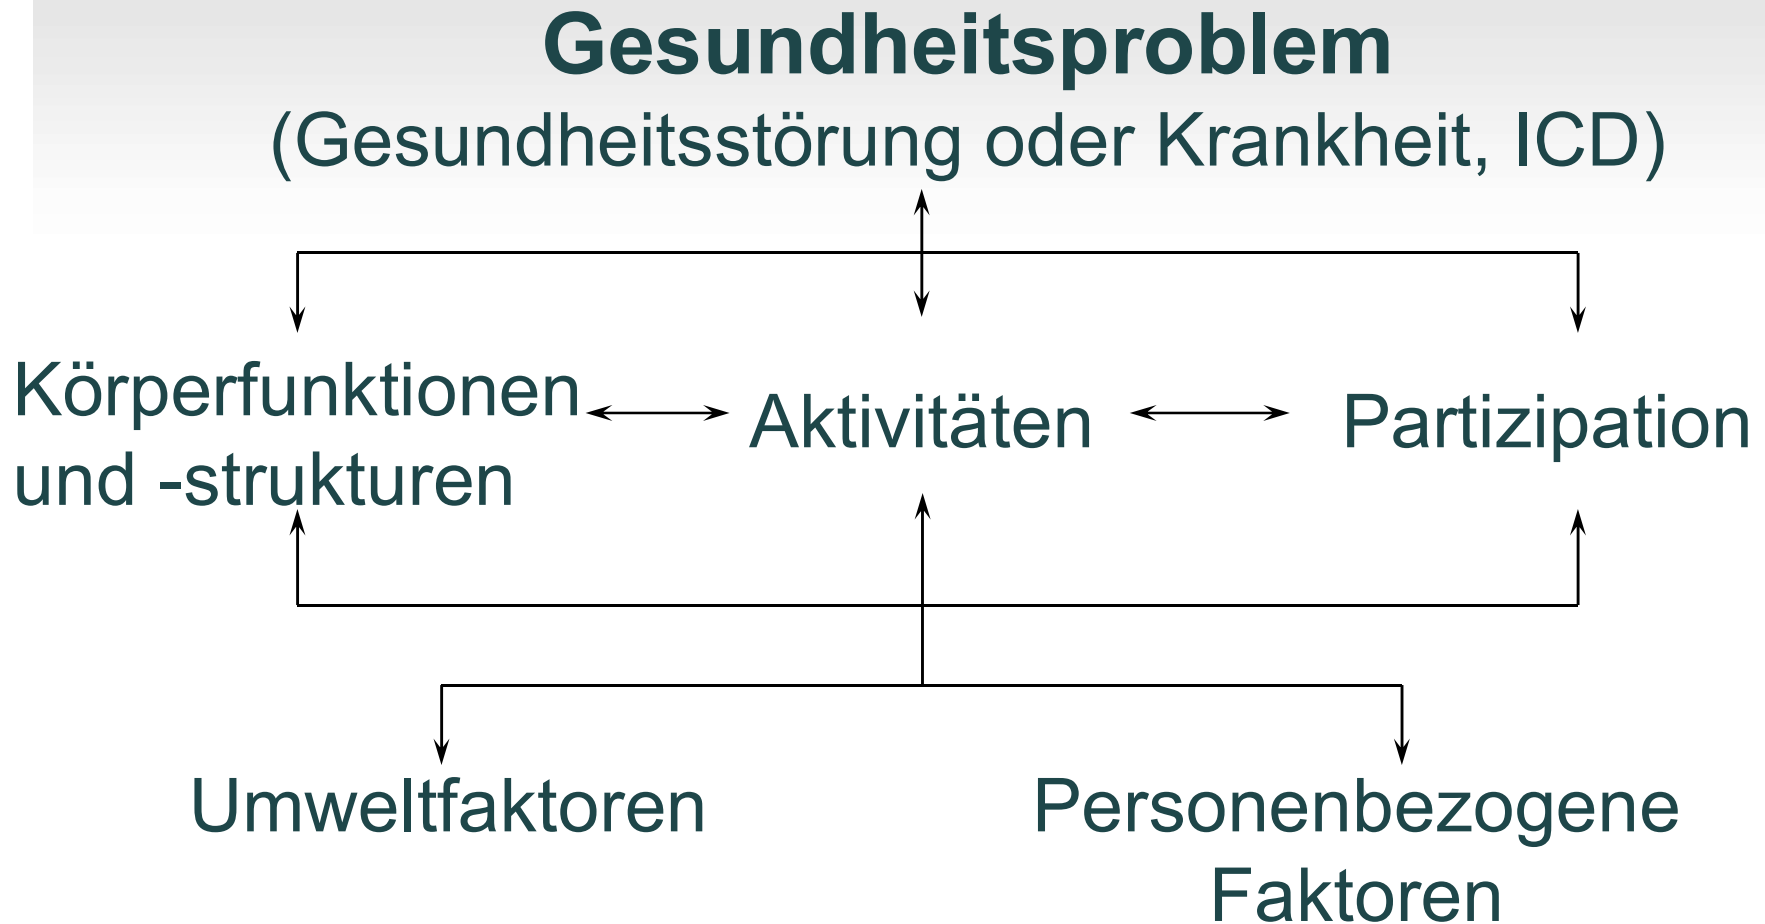 Gesundheitsproblem
(Gesundheitsstörung oder Krankheit, ICD)
Körperfunktionen
und -strukturen
Aktivitäten
Partizipation
Umweltfaktoren
Personenbezogene
Faktoren